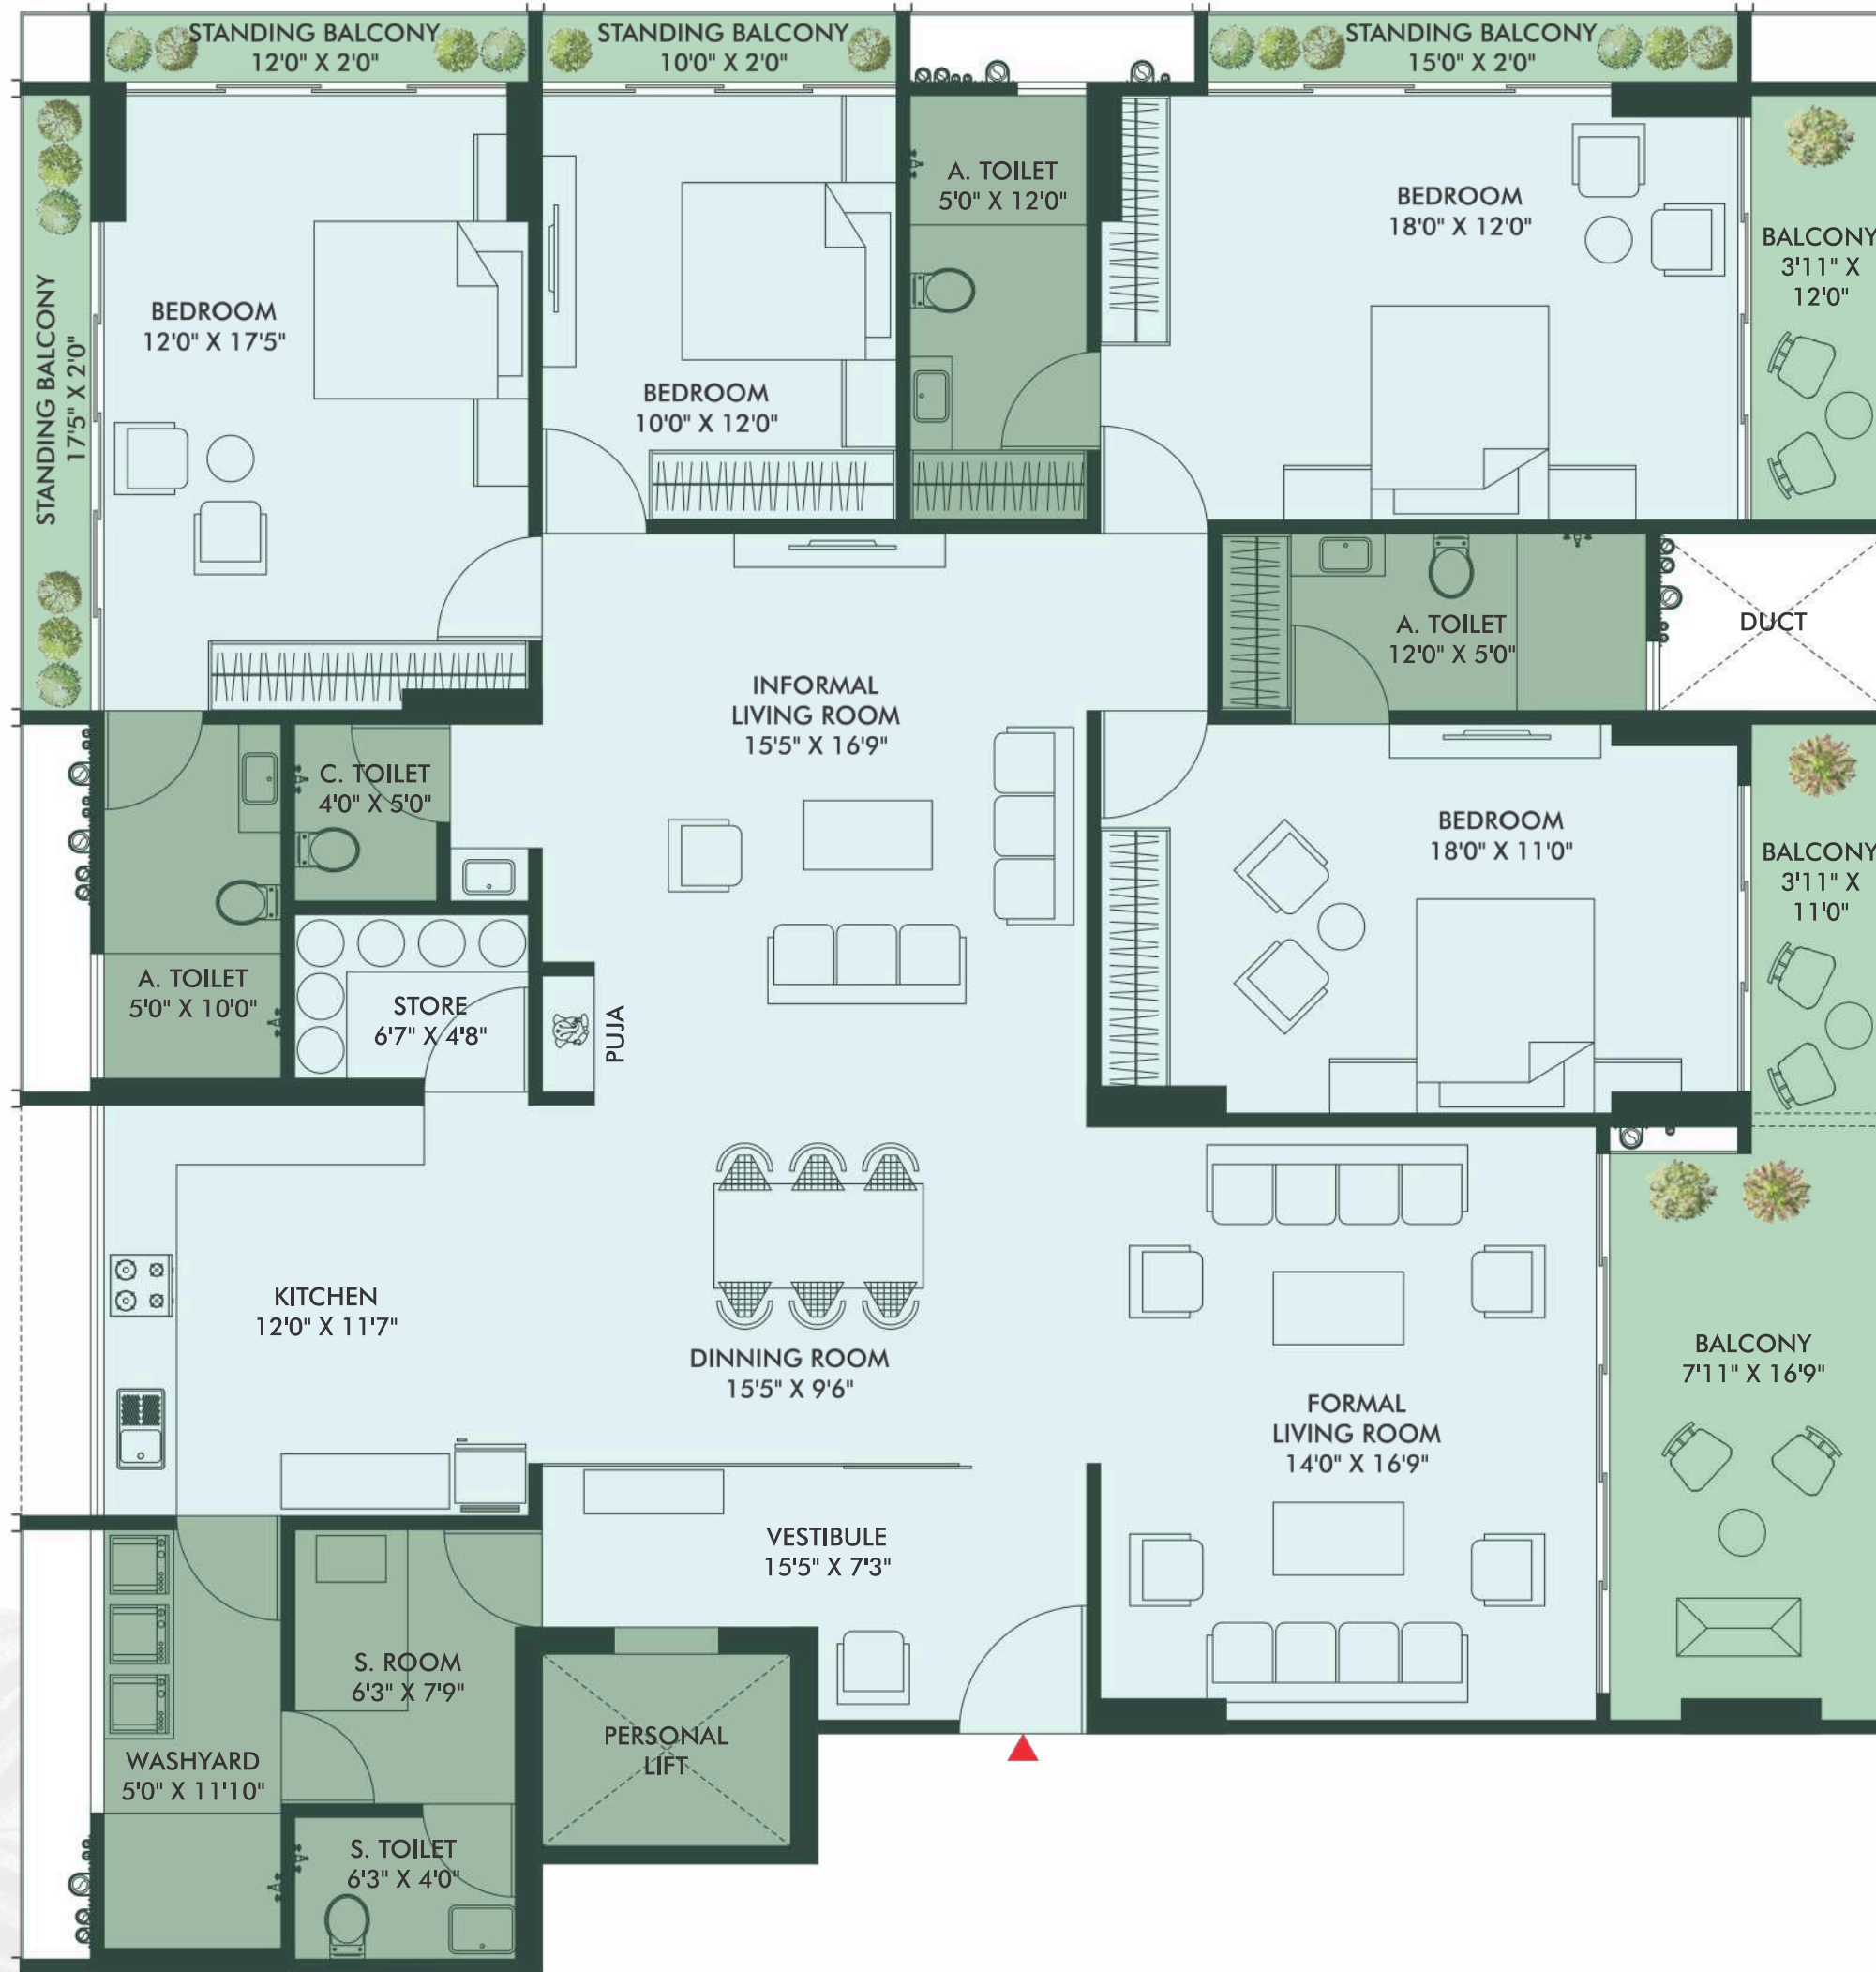 STANDING BALCONY
12'0" X 2'0"
STANDING BALCONY
10'0" X 2'0"
STANDING BALCONY
15'0" X 2'0"
STANDING BALCONY
17'5" X 2'0"
BEDROOM
12'0" X 17'5"
BEDROOM
10'0" X 12'0"
A. TOILET
5'0" X 12'0"
BEDROOM
18'0" X 12'0"
BALCONY
3'11" X
12'0"
A. TOILET
12'0" X 5'0"
DUCT
INFORMAL
LIVING ROOM
15'5" X 16'9"
C. TOILET
4'0" X 5'0"
BEDROOM
18'0" X 11'0"
BALCONY
3'11" X
11'0"
A. TOILET
5'0" X 10'0"
STORE
6'7" X 4'8"
PUJA
KITCHEN
12'0" X 11'7"
DINNING ROOM
15'5" X 9'6"
FORMAL
LIVING ROOM
14'0" X 16'9"
BALCONY
7'11" X 16'9"
VESTIBULE
15'5" X 7'3"
S. ROOM
6'3" X 7'9"
PERSONAL
LIFT
WASHYARD
5'0" X 11'10"
S. TOILET
6'3" X 4'0"